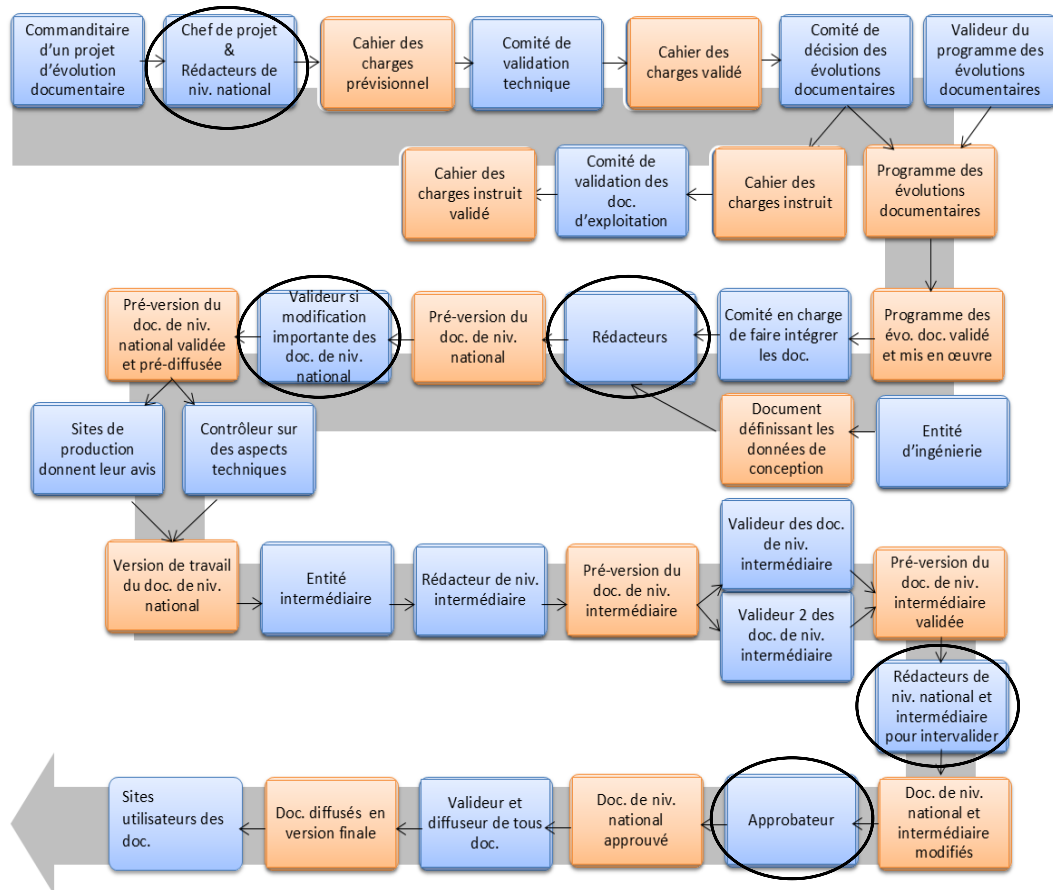 Commanditaire
d'un projet
d'évolution
documentaire
Chef de projet
&
Rédacteurs de
niv. national
Cahier des
charges
prévisionnel
Comité de
validation
technique
Cahier des
charges validé
Comité de
décision des
évolutions
documentaires
Valideur du
programme des
évolutions
documentaires
Cahier des
charges instruit
validé
Comité de
validation des
doc.
d'exploitation
Cahier des
charges instruit
Programme des
évolutions
documentaires
Pré-version du
doc. de niv.
national validée
et pré-diffusée
Valideur si
modification
importante des
doc. de niv.
national
Pré-version du
doc. de niv.
national
Rédacteurs
Comité en charge
de faire intégrer
les doc.
Programme des
évo. doc. validé
et mis en œuvre
Sites de
production
donnent leur avis
Contrôleur sur
des aspects
techniques
Document
définissant les
données de
conception
Entité
d'ingénierie
Version de travail
du doc. de niv.
national
Entité
intermédiaire
Rédacteur de niv.
intermédiaire
Pré-version du
doc. de niv.
intermédiaire
Valideur des doc.
de niv.
intermédiaire
Valideur 2 des
doc. de niv.
intermédiaire
Pré-version du
doc. de niv.
intermédiaire
validée
Rédacteurs de
niv. national et
intermédiaire
pour intervalider
Sites
utilisateurs des
doc.
Doc. diffusés en
version finale
Valideur et
diffuseur de tous
doc.
Doc. de niv.
national
approuvé
Approbateur
Doc. de niv.
national et
intermédiaire
modifiés